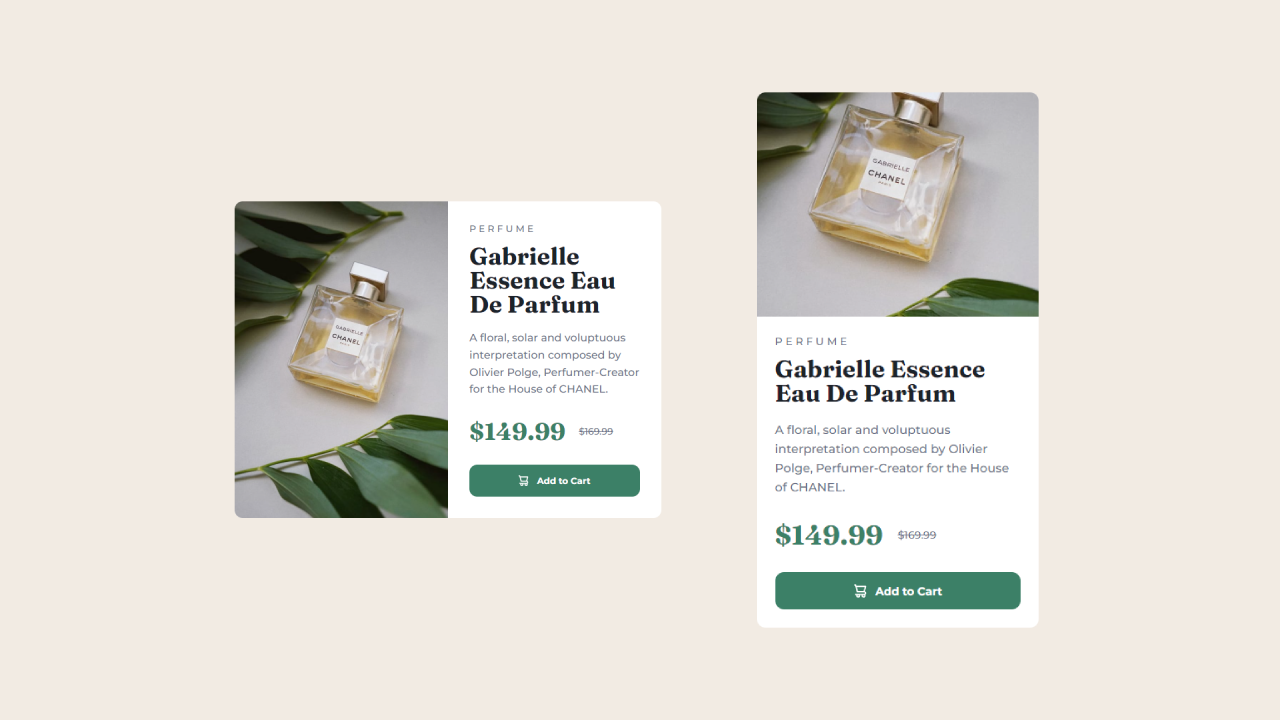 GABRIELLE
CHANEL
PERFUME
Gabrielle
Essence Eau
De Parfum
A floral, solar and voluptuous
interpretation composed by
Olivier Polge, Perfumer-Creator
for the House of CHANEL.
$149.99 $169.99
Add to Cart
GABRIELLE
CHANEL
PARIS
PERFUME
Gabrielle Essence
Eau De Parfum
A floral, solar and voluptuous
interpretation composed by Olivier
Polge, Perfumer-Creator for the House
of CHANEL.
$149.99 $169.99
Add to Cart